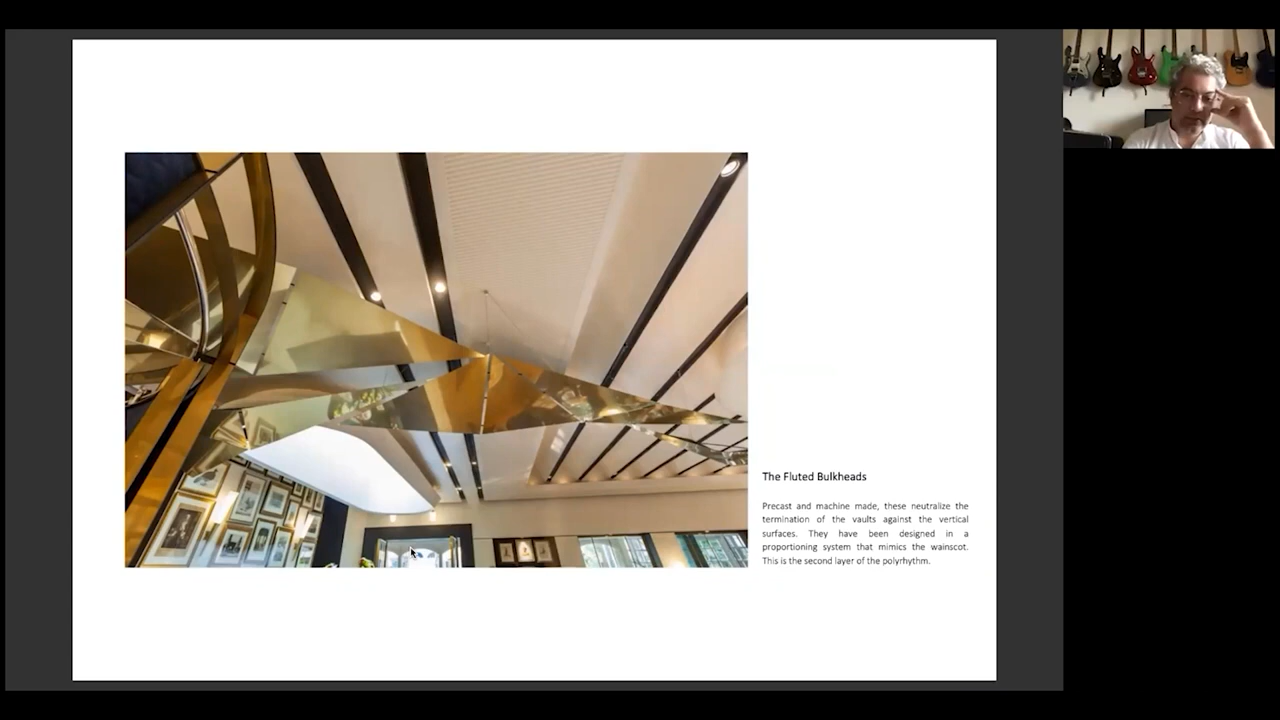 The Fluted Bulkheads
Precast and machine made, these neutralize the
termination of the vaults against the vertical
surfaces. They have been designed in a
proportioning system that mimics the wainscot.
This is the second layer of the polyrhythm.